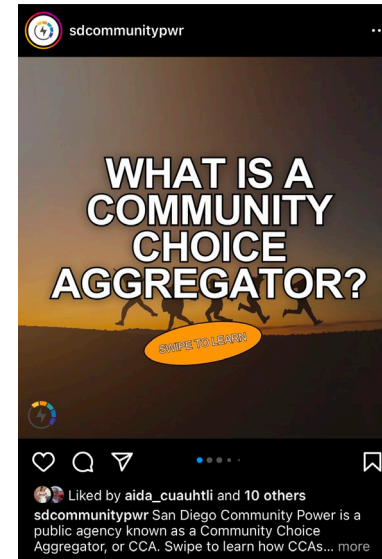 sdcommunitypwr
WHAT IS A
COMMUNITY
CHOICE
AGGREGATOR?
SWIPE TO LEARN
Liked by aida_cuauhtli and 10 others
sdcommunitypwr San Diego Community Power is a
public agency known as a Community Choice
Aggregator, or CCA. Swipe to learn how CCAs... more